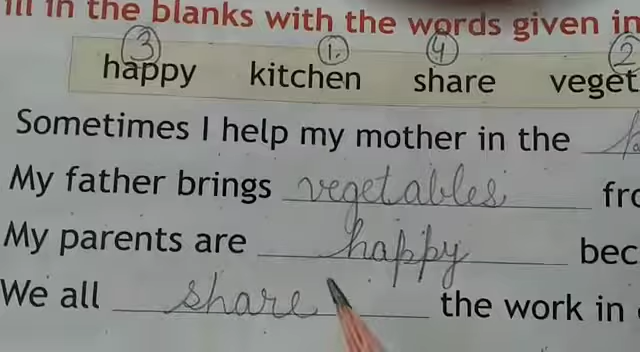 ill in the blanks with the words given in
3 1. 4 2
happy kitchen share veget
Sometimes I help my mother in the
My father brings vegetables fro
My parents are happy bec
We all share the work in